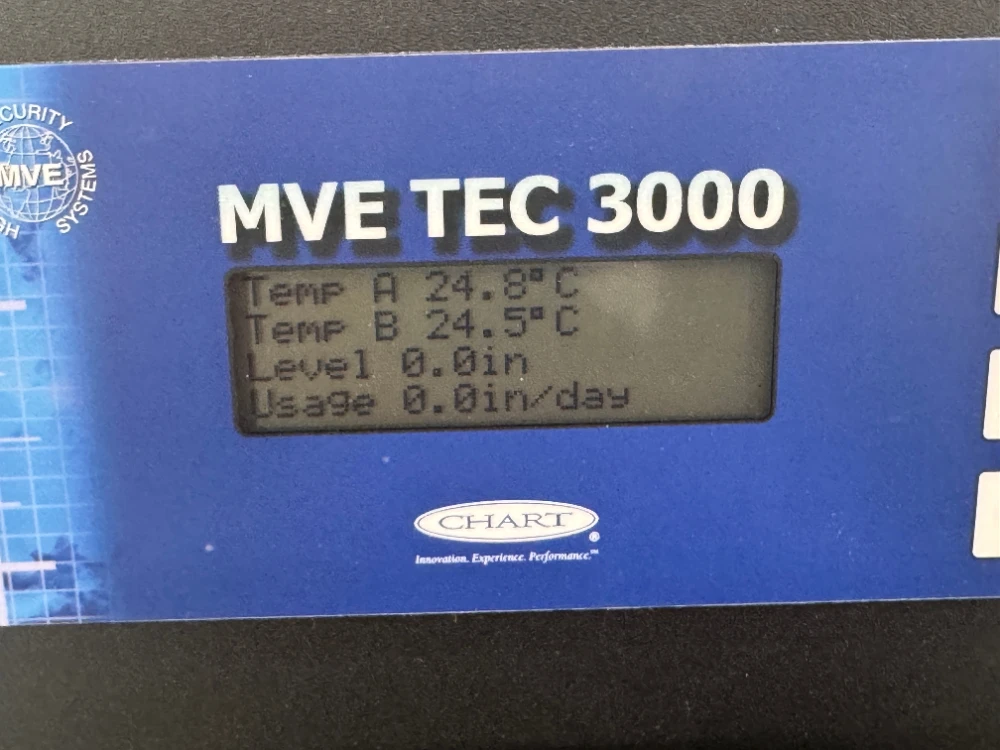 CURITY
MVE
SYSTEMS
MVE TEC 3000
Temp A 24.8°C
Temp B 24.5°C
Level 0.0in
Usage 0.0in/day
CHART
®
Innovation. Experience. Performance.™